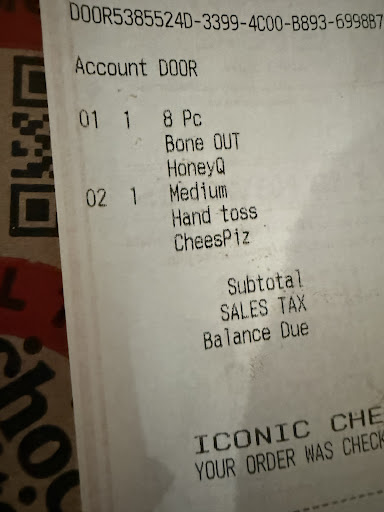 DOOR5385524D-3399-4C00-B893-6998B7
Account DOOR
01 1 8 Pc
Bone OUT
HoneyQ
02 1 Medium
Hand toss
CheesPiz
Subtotal
SALES TAX
Balance Due
ICONIC CHE
YOUR ORDER WAS CHECK